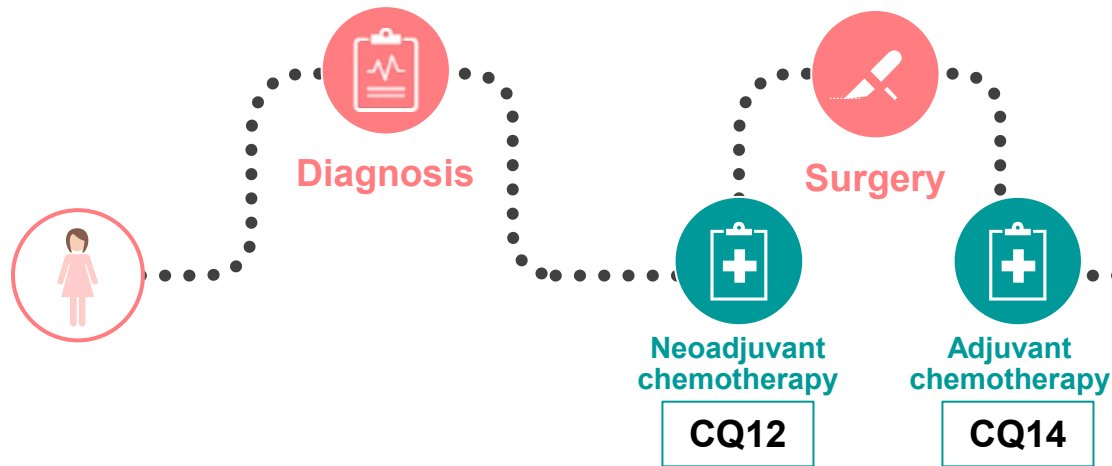 Diagnosis
Surgery
Neoadjuvant
chemotherapy
Adjuvant
chemotherapy
CQ12
CQ14